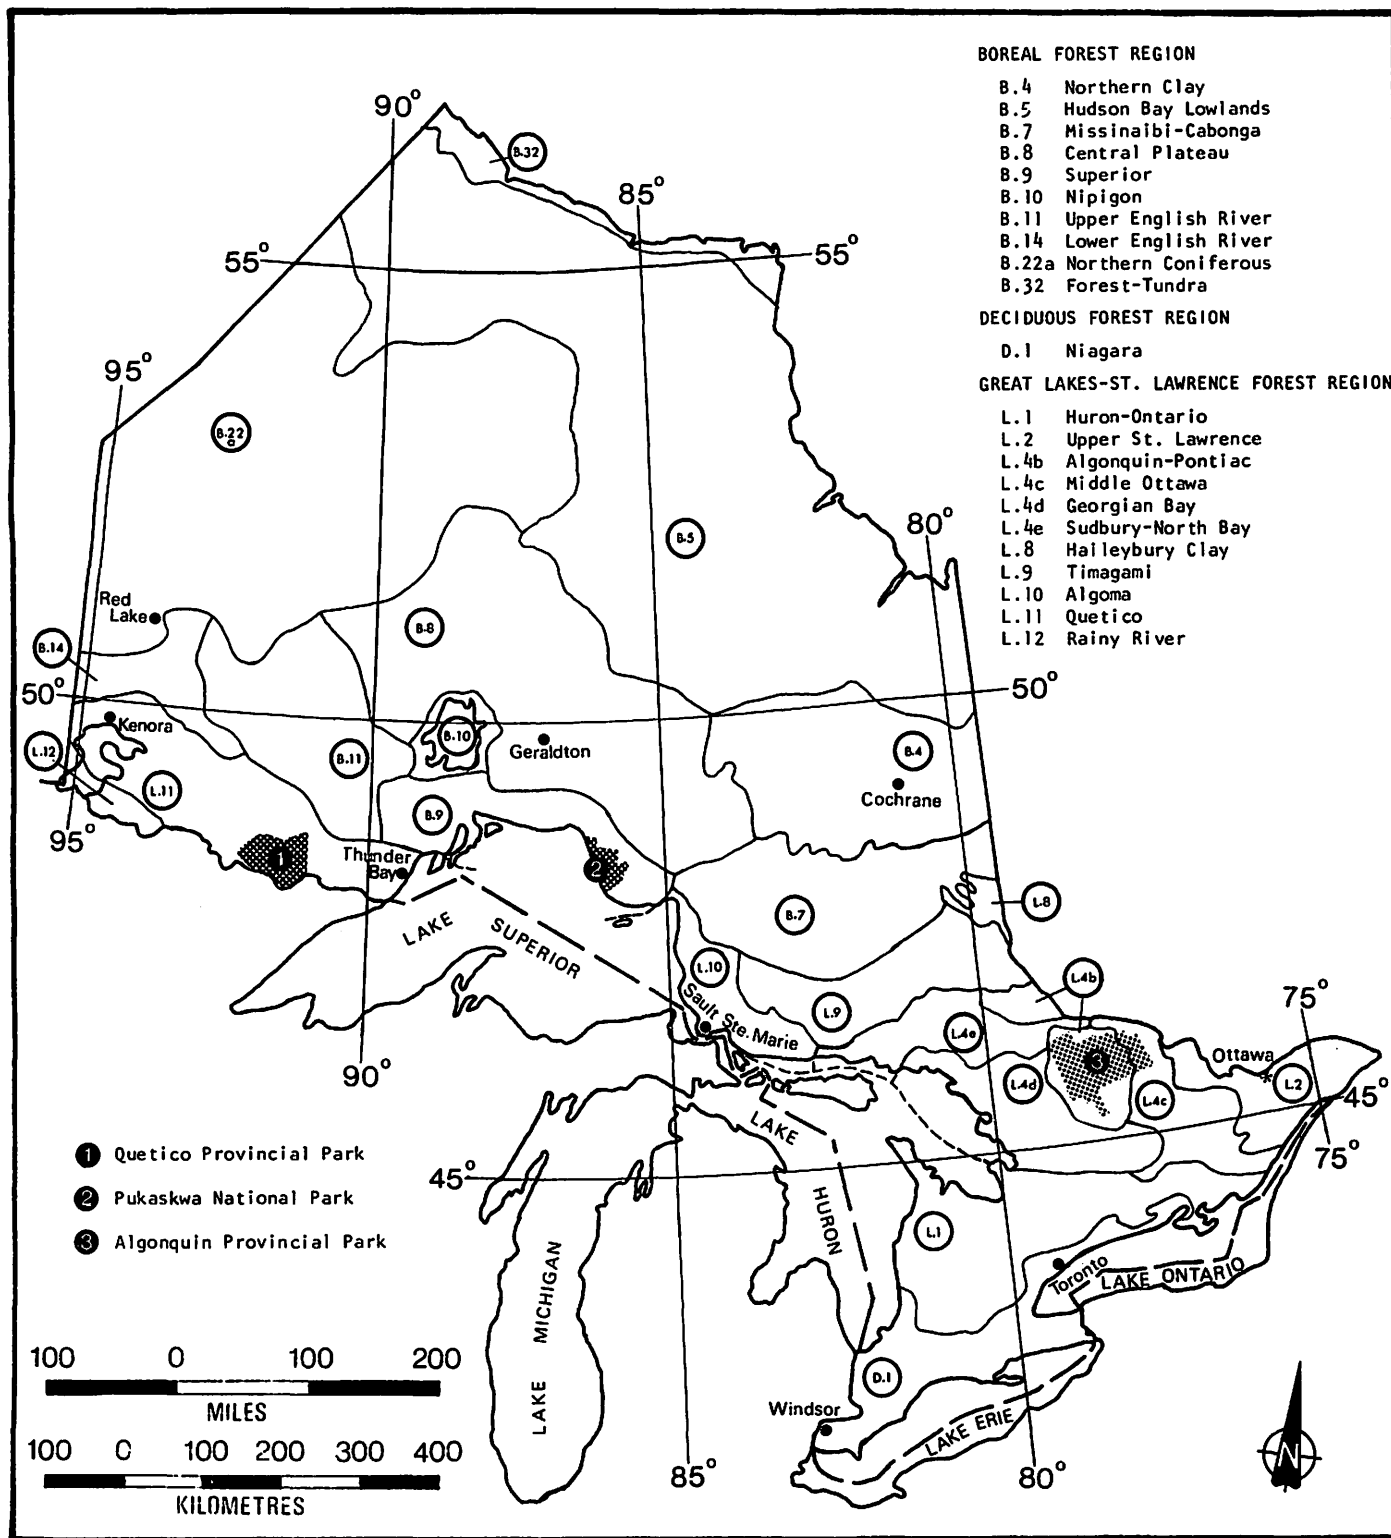 BOREAL FOREST REGION
B.4 Northern Clay
B.5 Hudson Bay Lowlands
B.7 Missinaibi-Cabonga
B.8 Central Plateau
B.9 Superior
B.10 Nipigon
B.11 Upper English River
B.14 Lower English River
B.22a Northern Coniferous
B.32 Forest-Tundra
DECIDUOUS FOREST REGION
D.1 Niagara
GREAT LAKES-ST. LAWRENCE FOREST REGION
L.1 Huron-Ontario
L.2 Upper St. Lawrence
L.4b Algonquin-Pontiac
L.4c Middle Ottawa
L.4d Georgian Bay
L.4e Sudbury-North Bay
L.8 Haileybury Clay
L.9 Timagami
L.10 Algoma
L.11 Quetico
L.12 Rainy River
90°
B.32
85°
55°
55°
95°
B.22
a
B.5
80°
Red
Lake
B.8
B.14
50°
50°
Kenora
L.12
B.10
Geraldton
B.11
B.4
L.11
Cochrane
B.9
95°
1
Thunder
Bay
2
B.7
L.8
LAKE
SUPERIOR
L.10
L.4b
75°
Sault Ste. Marie
L.9
L.4e
3
Ottawa
90°
L.4d
L.2
L.4c
45°
LAKE
75°
1 Quetico Provincial Park
45°
2 Pukaskwa National Park
HURON
L.1
3 Algonquin Provincial Park
Toronto
LAKE ONTARIO
LAKE MICHIGAN
100 0 100 200
MILES
D.1
Windsor
LAKE ERIE
100 0 100 200 300 400
KILOMETRES
85°
80°
N